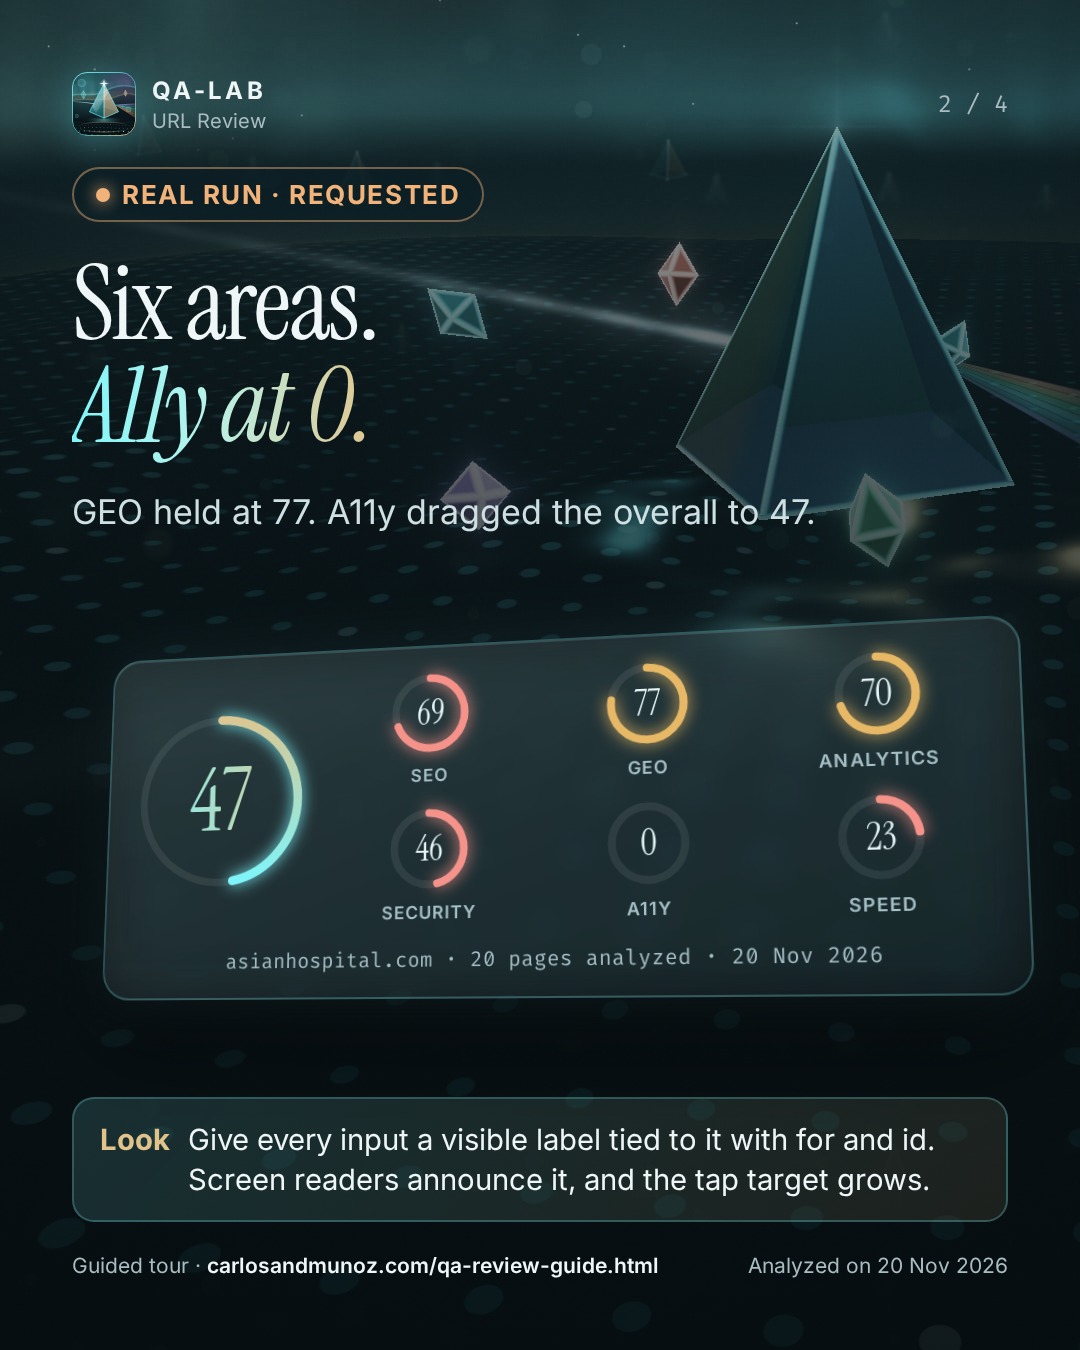 QA-LAB
URL Review
2 / 4
REAL RUN · REQUESTED
Six areas.
A11y at 0.
GEO held at 77. A11y dragged the overall to 47.
47
69
SEO
77
GEO
70
ANALYTICS
46
SECURITY
0
A11Y
23
SPEED
asianhospital.com · 20 pages analyzed · 20 Nov 2026
Look Give every input a visible label tied to it with for and id.
Screen readers announce it, and the tap target grows.
Guided tour · carlosandmunoz.com/qa-review-guide.html
Analyzed on 20 Nov 2026